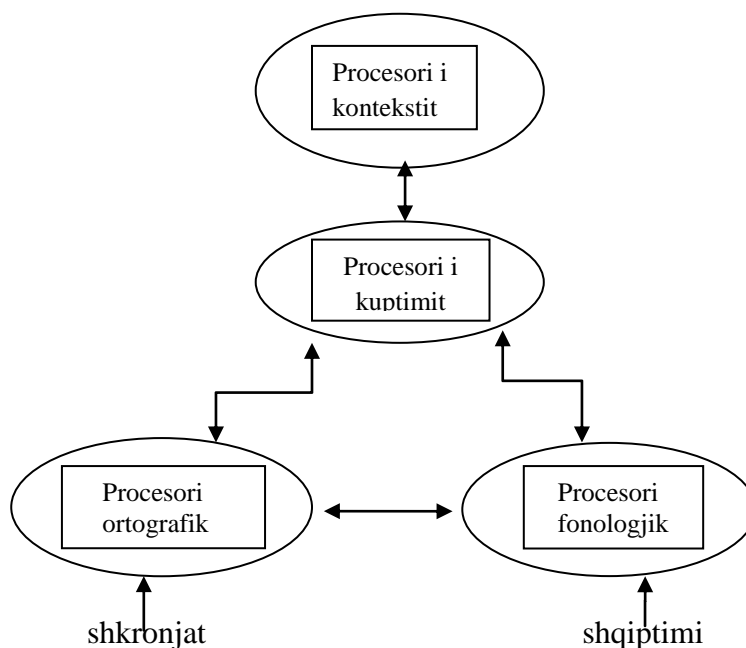 Procesori i
kontekstit
Procesori i
kuptimit
Procesori
ortografik
Procesori
fonologjik
shkronjat
shqiptimi